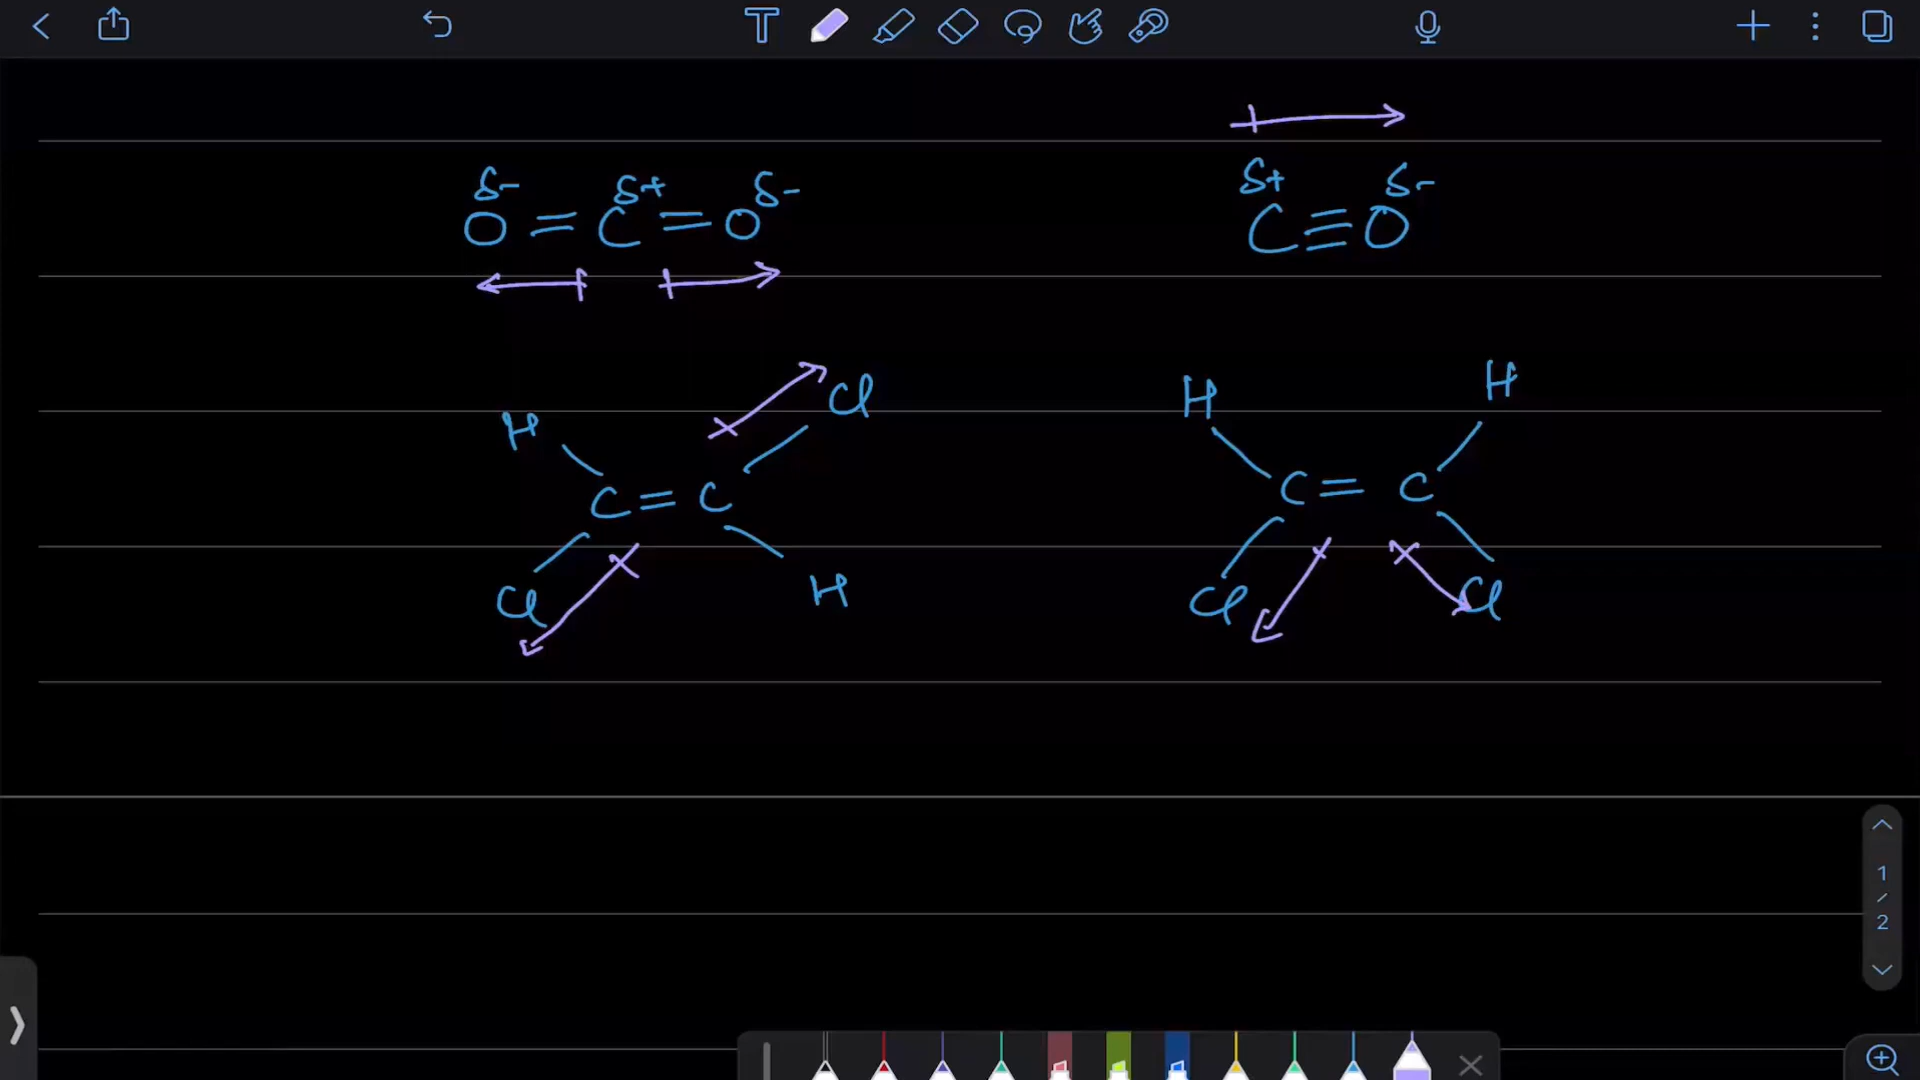 δ- δ+ δ-
O = C = O
δ+ δ-
C ≡ O
H Cl
C = C
Cl H
H H
C = C
Cl Cl
1
/
2